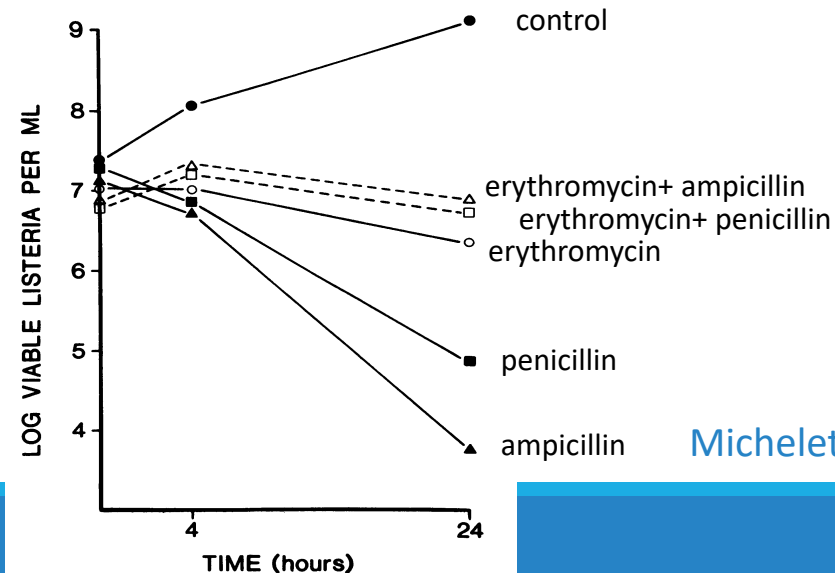 9
control
8
7
erythromycin+ ampicillin
erythromycin+ penicillin
erythromycin
6
5
penicillin
4
ampicillin
Michelet
LOG VIABLE LISTERIA PER ML
4
24
TIME (hours)